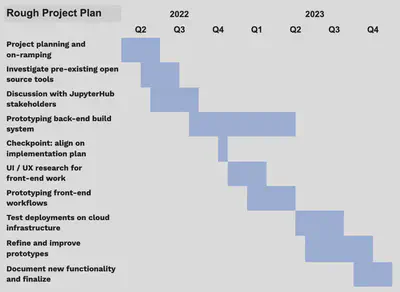 Rough Project Plan
2022
2023
Q2
Q3
Q4
Q1
Q2
Q3
Q4
Project planning and
on-ramping
Investigate pre-existing open
source tools
Discussion with JupyterHub
stakeholders
Prototyping back-end build
system
Checkpoint: align on
implementation plan
UI / UX research for
front-end work
Prototyping front-end
workflows
Test deployments on cloud
infrastructure
Refine and improve
prototypes
Document new functionality
and finalize